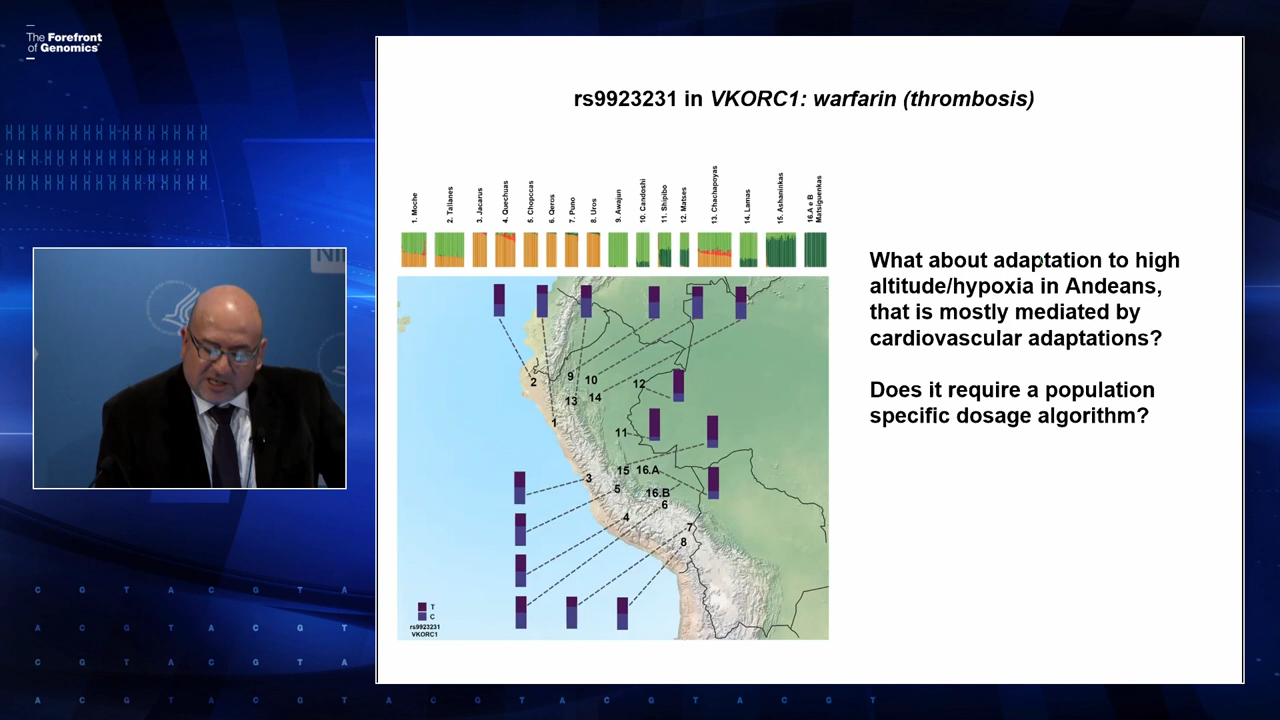 The Forefront
of Genomics
NI
rs9923231 in VKORC1: warfarin (thrombosis)
1. Moche
2. Tallanes
3. Jacarus
4. Quechuas
5. Chopccas
6. Qeros
7. Puno
8. Uros
9. Awajun
10. Candoshi
11. Shipibo
12. Matses
13. Chachapoyas
14. Lamas
15. Ashaninkas
16.A e B
Matsiguenkas
What about adaptation to high
altitude/hypoxia in Andeans,
that is mostly mediated by
cardiovascular adaptations?
Does it require a population
specific dosage algorithm?
2
9
10
12
13
14
1
11
15
16.A
3
5
16.B
6
4
7
8
T
C
rs9923231
VKORC1
C G T A C G T A
A C G T A C G T
C G T A C G T A
A C G T A C G T A C G T A C G T A C G T